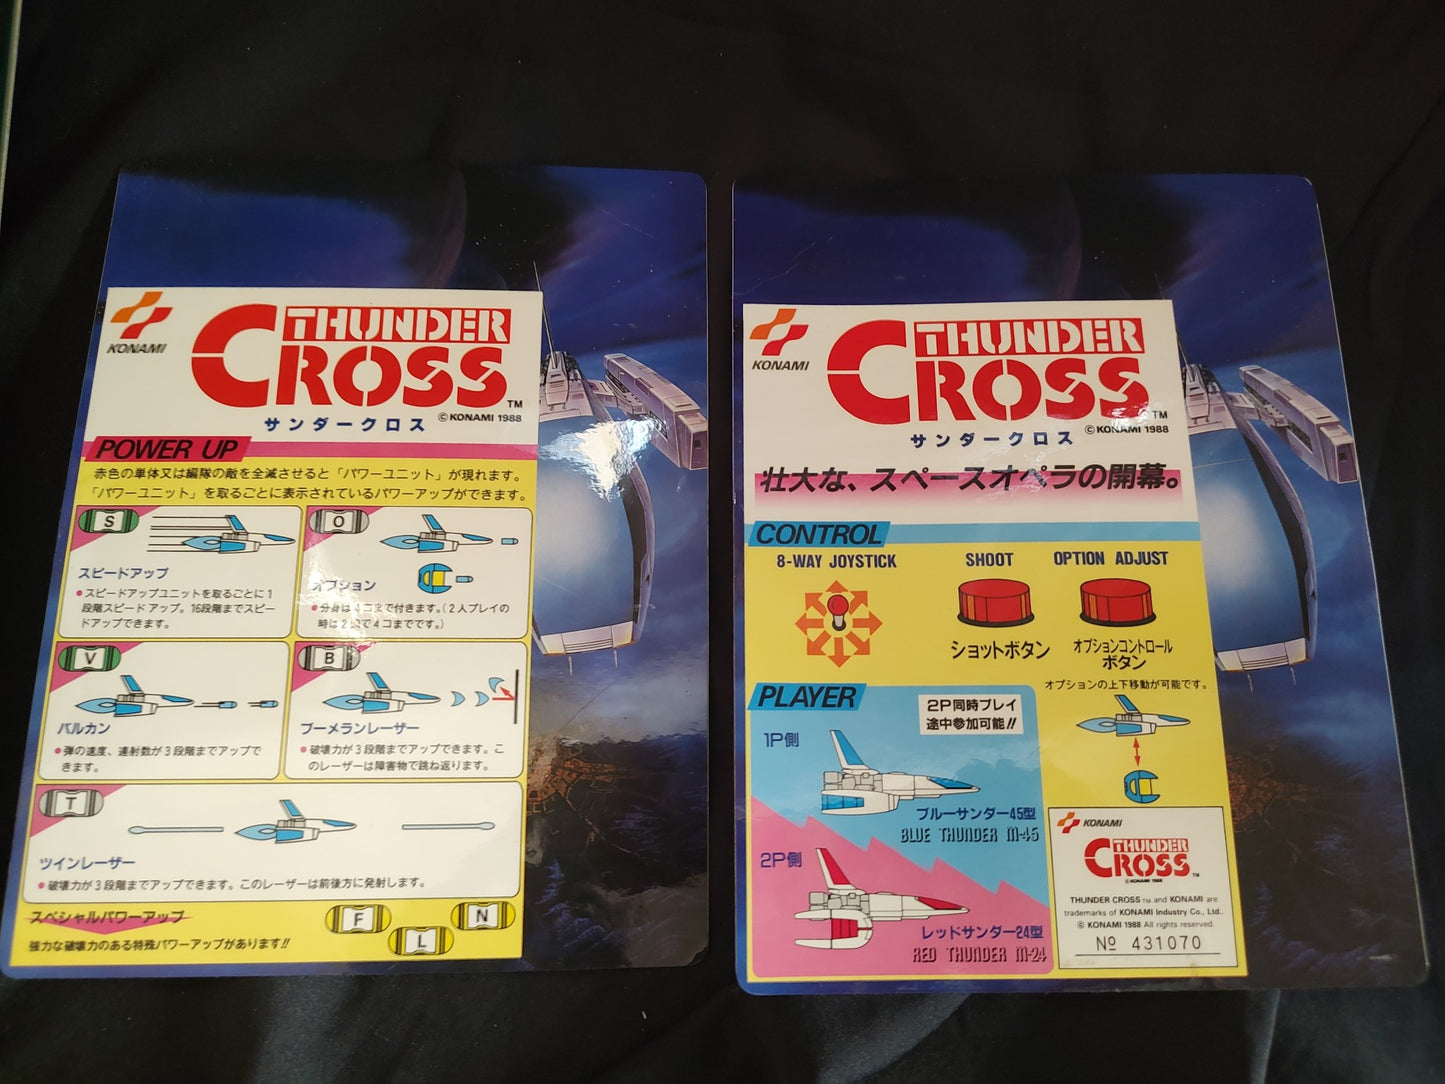 KONAMI
THUNDER
CROSS
TM
サンダークロス
©KONAMI 1988
POWER UP
赤色の単体又は編隊の敵を全滅させると「パワーユニット」が現れます。
「パワーユニット」を取るごとに表示されているパワーアップができます。
S
スピードアップ
●スピードアップユニットを取るごとに1
段階スピードアップ。16段階までスピー
ドアップできます。
O
オプション
●分身は4コまで付きます。(2人プレイの
時は2人で4コまでです。)
V
バルカン
●弾の速度、連射数が3段階までアップで
きます。
B
ブーメランレーザー
●破壊力が3段階までアップできます。こ
のレーザーは障害物で跳ね返ります。
T
ツインレーザー
●破壊力が3段階までアップできます。このレーザーは前後方に発射します。
スペシャルパワーアップ
強力な破壊力のある特殊パワーアップがあります!!
F
L
N
KONAMI
THUNDER
CROSS
TM
サンダークロス
©KONAMI 1988
壮大な、スペースオペラの開幕。
CONTROL
8-WAY JOYSTICK
SHOOT
OPTION ADJUST
ショットボタン
オプションコントロール
ボタン
オプションの上下移動が可能です。
PLAYER
2P同時プレイ
途中参加可能!!
1P側
ブルーサンダー45型
BLUE THUNDER M-45
2P側
レッドサンダー24型
RED THUNDER M-24
KONAMI
THUNDER
CROSS
TM
© KONAMI 1988
THUNDER CROSS TM and KONAMI are
trademarks of KONAMI Industry Co., Ltd.
© KONAMI 1988 All rights reserved.
№ 431070